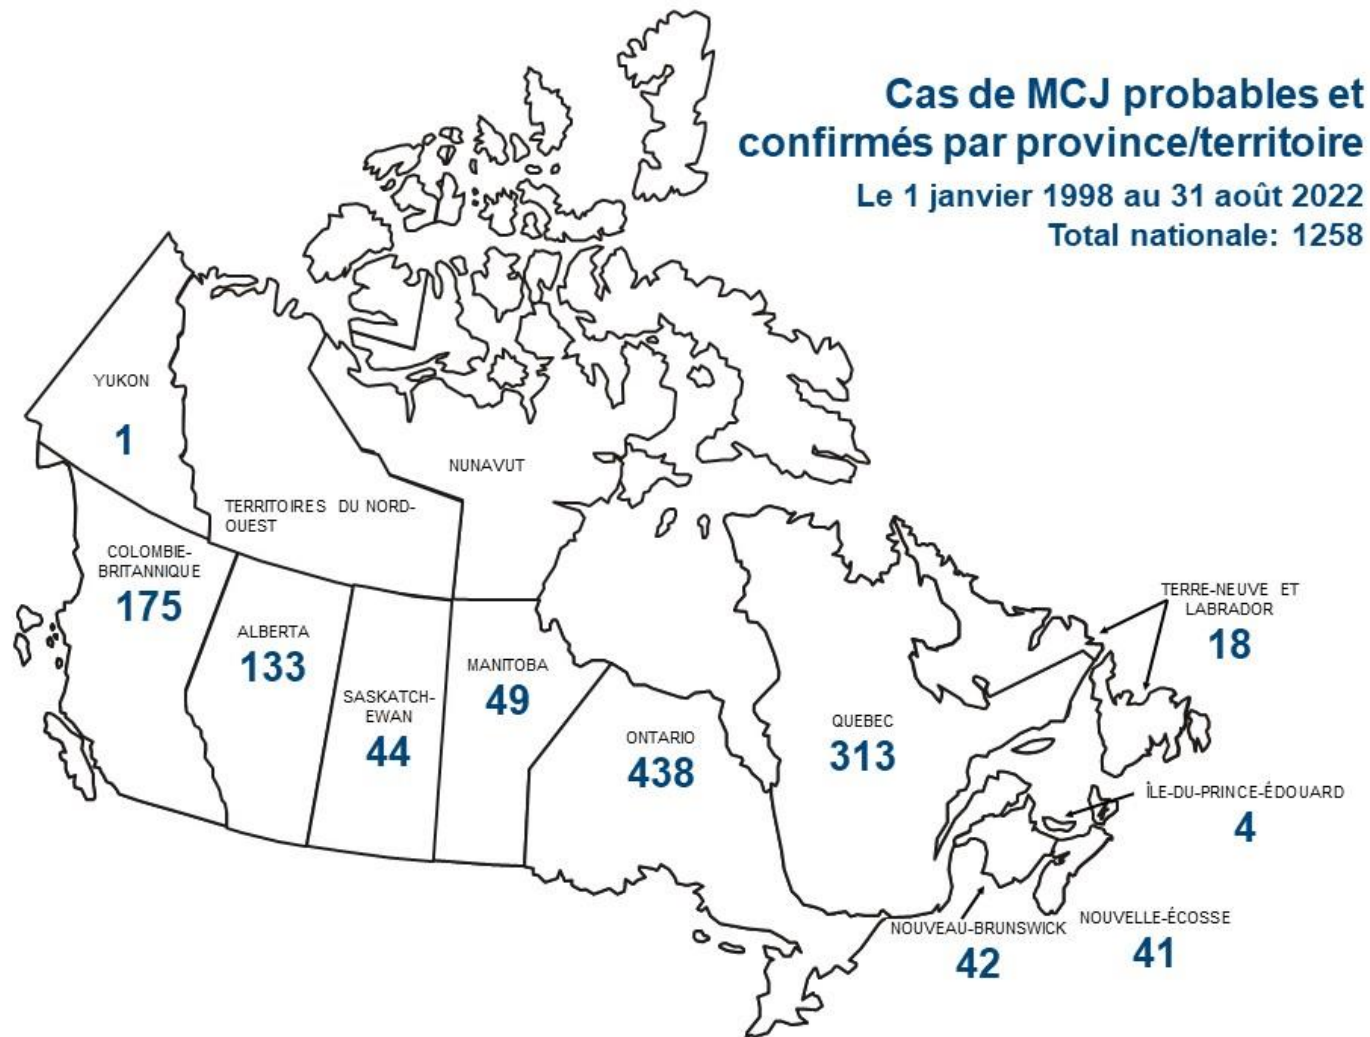 Cas de MCJ probables et
confirmés par province/territoire
Le 1 janvier 1998 au 31 août 2022
Total nationale: 1258
YUKON
1
NUNAVUT
TERRITOIRES DU NORD-
OUEST
COLOMBIE-
BRITANNIQUE
175
ALBERTA
133
SASKATCH-
EWAN
44
MANITOBA
49
ONTARIO
438
QUEBEC
313
TERRE-NEUVE ET
LABRADOR
18
ÎLE-DU-PRINCE-ÉDOUARD
4
NOUVEAU-BRUNSWICK
42
NOUVELLE-ÉCOSSE
41